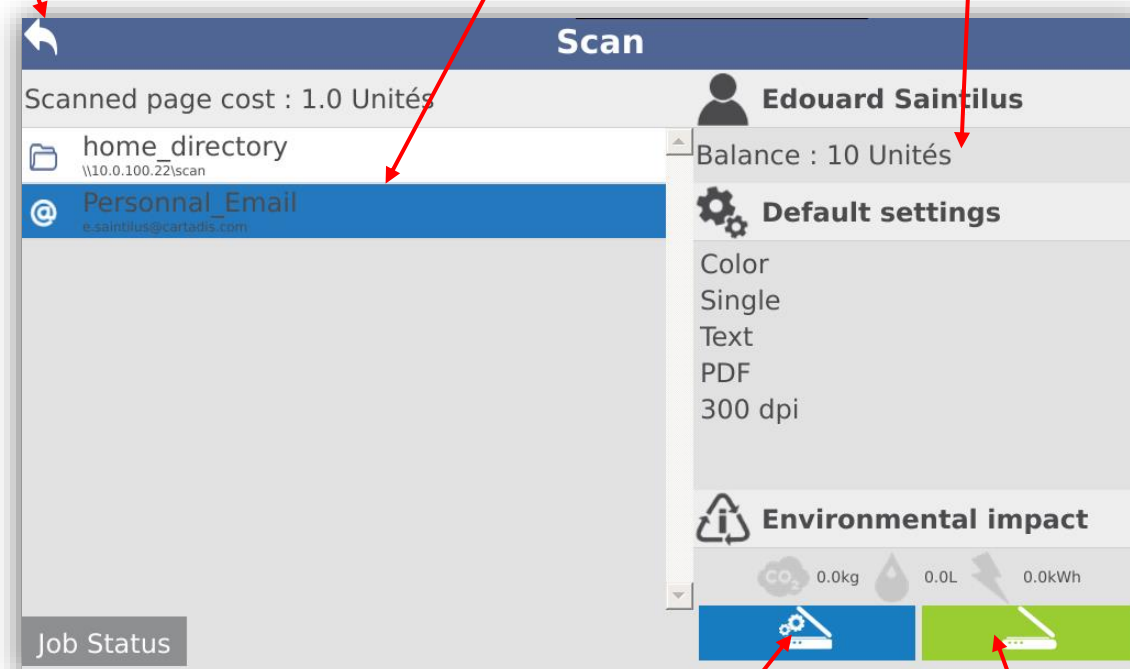 Scan
Scanned page cost : 1.0 Unités
home_directory
\\10.0.100.22\scan
Personnal_Email
e.saintilus@cartadis.com
Job Status
Edouard Saintilus
Balance : 10 Unités
Default settings
Color
Single
Text
PDF
300 dpi
Environmental impact
CO₂ 0.0kg 0.0L 0.0kWh